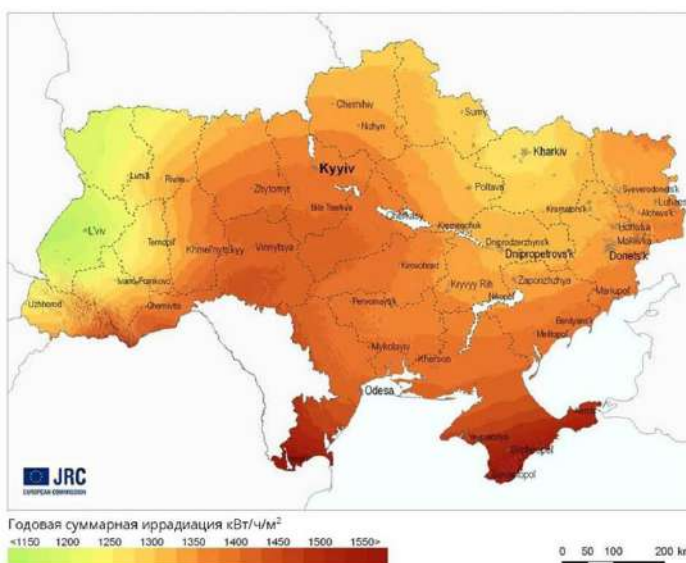 Chernihiv
Nizhyn
Sumy
Kharkiv
Kyyiv
Luts'k
Rivne
Zhytomyr
Poltava
Bila Tserkva
Syeverodonets'k
Luhans'k
Alchevs'k
L'viv
Cherkasy
Kremenchuk
Kramators'k
Horlivka
Makiivka
Donets'k
Ternopil'
Khmel'nyts'kyy
Vinnytsya
Dniprodzerzhyns'k
Dnipropetrovs'k
Ivano-Frankivs'k
Kirovohrad
Kryvyy Rih
Zaporizhzhya
Uzhhorod
Chernivtsi
Pervomays'k
Nikopol'
Mariupol'
Berdyans'k
Melitopol'
Mykolayiv
Kherson
Odesa
Kerch
Simferopol
Sevastopol
JRC
EUROPEAN COMMISSION
Годовая суммарная иррадиация кВт/ч/м²
<1150 1200 1250 1300 1350 1400 1450 1500 1550>
0 50 100 200 km